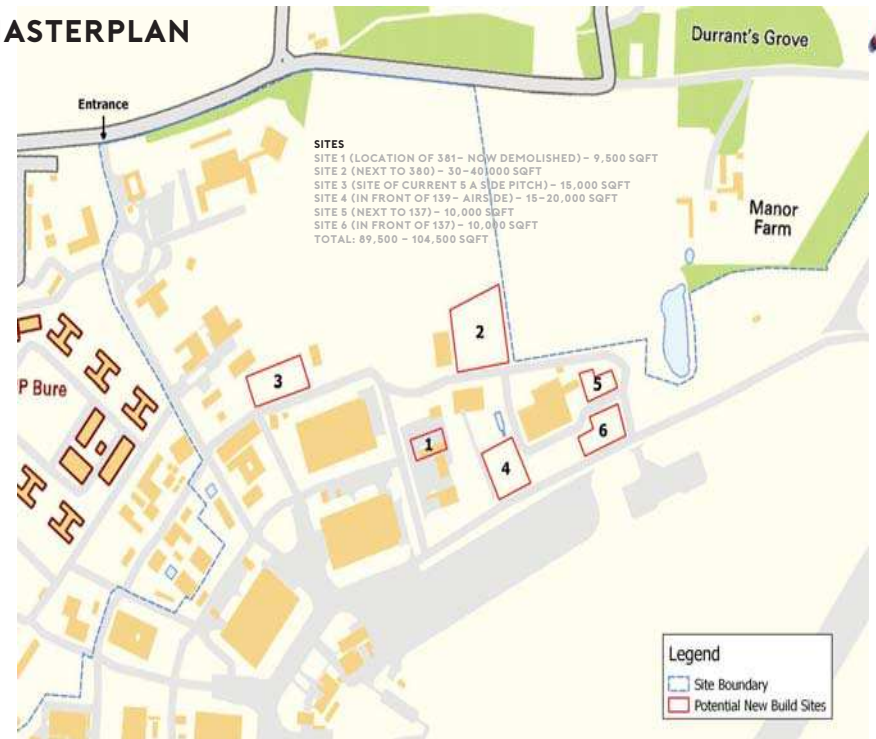 ASTERPLAN
Durrant's Grove
Entrance
SITES
SITE 1 (LOCATION OF 381– NOW DEMOLISHED) – 9,500 SQFT
SITE 2 (NEXT TO 380) – 30-40,000 SQFT
SITE 3 (SITE OF CURRENT 5 A SIDE PITCH) – 15,000 SQFT
SITE 4 (IN FRONT OF 139– AIRSIDE) – 15-20,000 SQFT
SITE 5 (NEXT TO 137) – 10,000 SQFT
SITE 6 (IN FRONT OF 137) – 10,000 SQFT
TOTAL: 89,500 – 104,500 SQFT
Manor
Farm
2
3
5
P Bure
6
1
4
Legend
Site Boundary
Potential New Build Sites